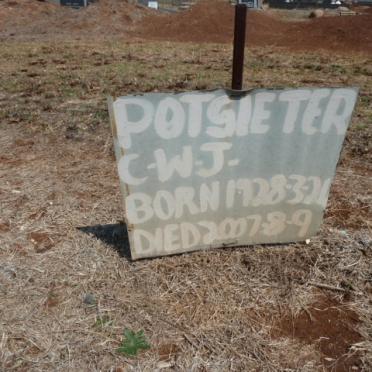 POTGIETER
C-W-J-
BORN 1928-3-21
DIED 2007-8-9